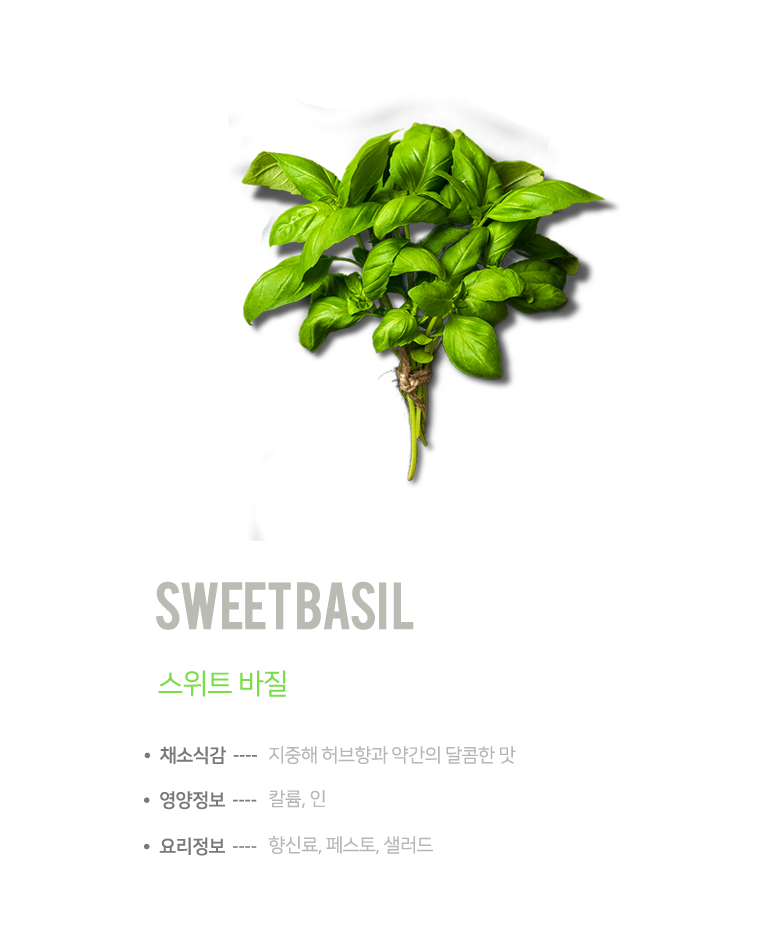 SWEET BASIL
스위트 바질
• 채소식감 ---- 지중해 허브향과 약간의 달콤한 맛
• 영양정보 ---- 칼륨, 인
• 요리정보 ---- 향신료, 페스토, 샐러드